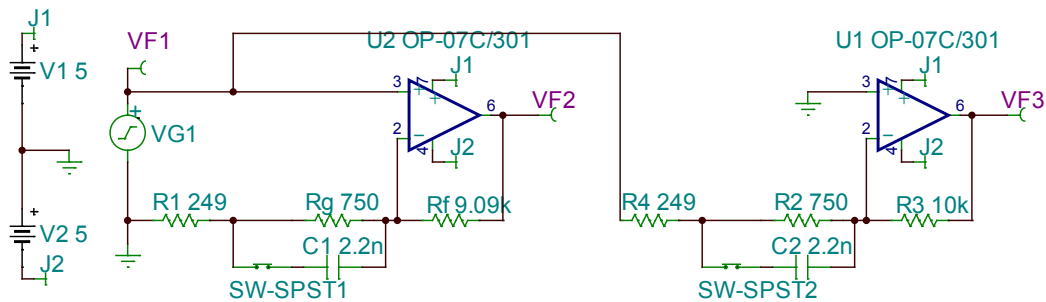 J1
VF1
U2 OP-07C/301
U1 OP-07C/301
V1 5
+
+
VG1
3
7
+
+
J1
6
VF2
2
4
J2
3
7
+
+
J1
6
VF3
2
4
J2
R1 249
Rg 750
Rf 9.09k
R4 249
R2 750
R3 10k
+
V2 5
J2
C1 2.2n
C2 2.2n
SW-SPST1
SW-SPST2